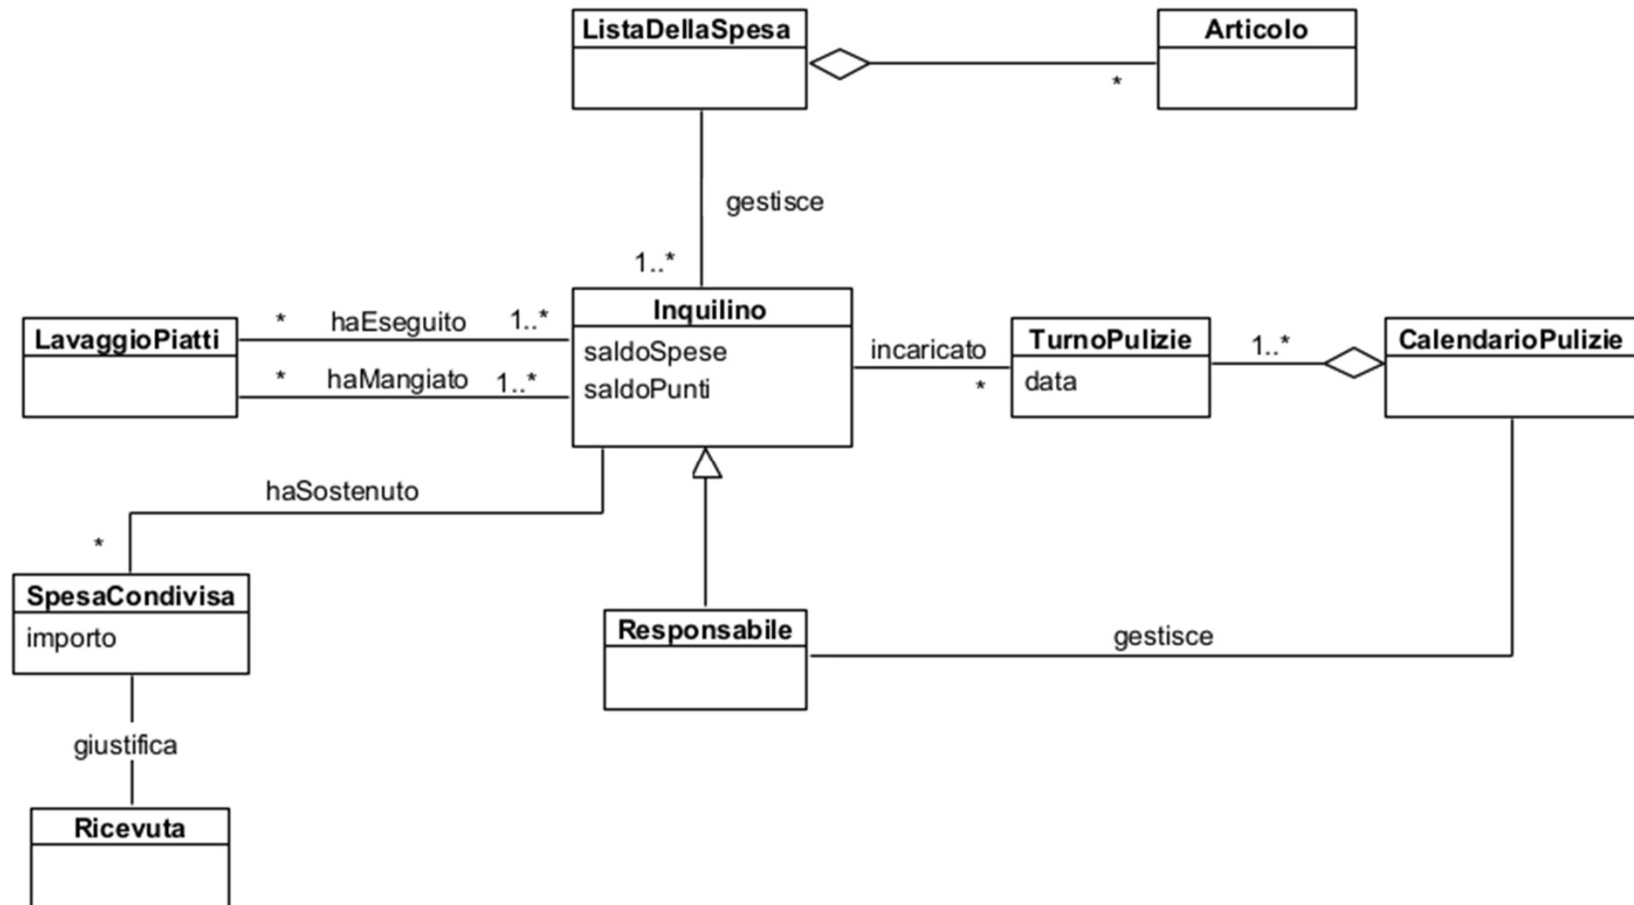 ListaDellaSpesa
Articolo
*
gestisce
1..*
LavaggioPiatti
* haEseguito 1..*
* haMangiato 1..*
Inquilino
saldoSpese
saldoPunti
incaricato
*
TurnoPulizie
data
1..*
CalendarioPulizie
haSostenuto
*
SpesaCondivisa
importo
Responsabile
gestisce
giustifica
Ricevuta